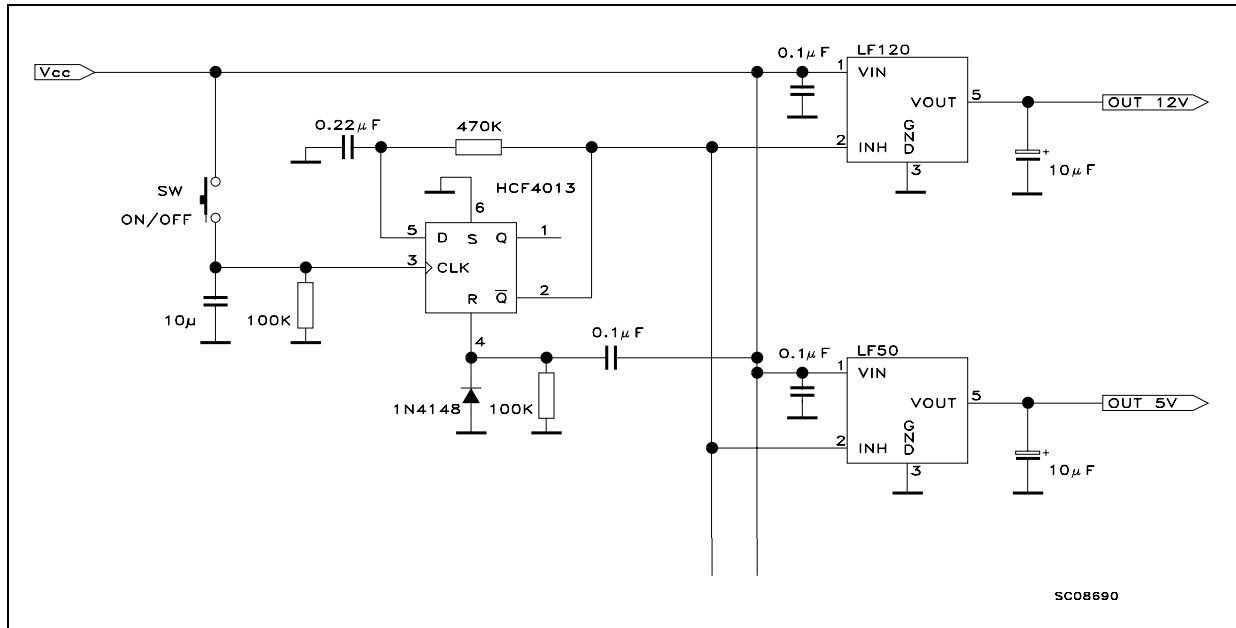 Vcc
0.1μF
LF120
1
VIN
VOUT
5
OUT 12V
GND
2
INH
3
+
10μF
0.22μF
470K
HCF4013
SW
ON/OFF
6
5
D
S
Q
1
3
CLK
R
Q̅
2
10μ
100K
4
0.1μF
1N4148
100K
0.1μF
LF50
1
VIN
VOUT
5
OUT 5V
GND
2
INH
3
+
10μF
SC08690